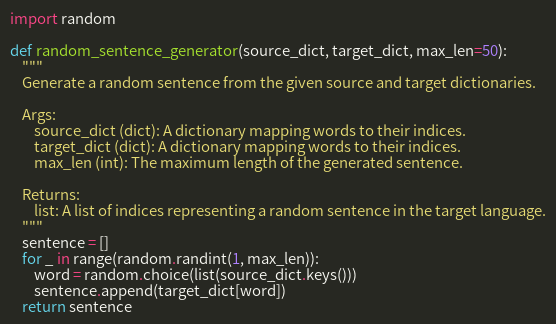 import random

def random_sentence_generator(source_dict, target_dict, max_len=50):
    """
    Generate a random sentence from the given source and target dictionaries.

    Args:
        source_dict (dict): A dictionary mapping words to their indices.
        target_dict (dict): A dictionary mapping words to their indices.
        max_len (int): The maximum length of the generated sentence.

    Returns:
        list: A list of indices representing a random sentence in the target language.
    """
    sentence = []
    for _ in range(random.randint(1, max_len)):
        word = random.choice(list(source_dict.keys()))
        sentence.append(target_dict[word])
    return sentence